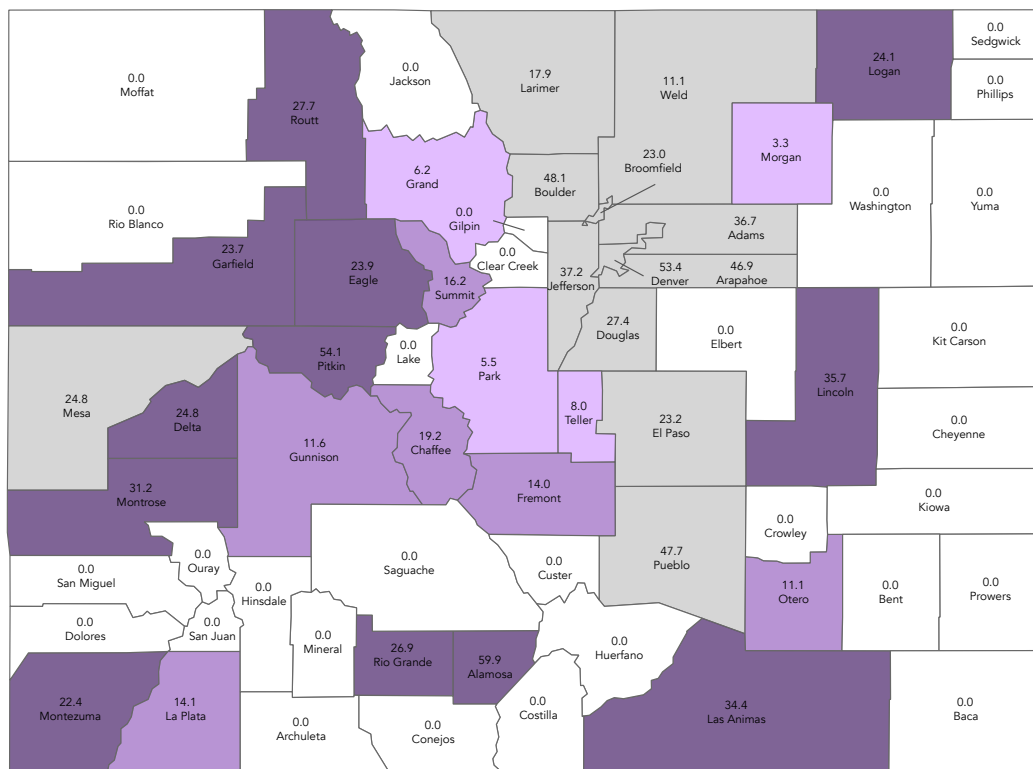 0.0
Moffat
27.7
Routt
0.0
Jackson
17.9
Larimer
11.1
Weld
24.1
Logan
0.0
Sedgwick
0.0
Phillips
3.3
Morgan
0.0
Washington
0.0
Yuma
0.0
Rio Blanco
6.2
Grand
0.0
Gilpin
48.1
Boulder
23.0
Broomfield
36.7
Adams
23.7
Garfield
23.9
Eagle
16.2
Summit
0.0
Clear Creek
37.2
Jefferson
53.4
Denver
46.9
Arapahoe
54.1
Pitkin
0.0
Lake
5.5
Park
27.4
Douglas
0.0
Elbert
0.0
Kit Carson
24.8
Mesa
24.8
Delta
11.6
Gunnison
19.2
Chaffee
8.0
Teller
23.2
El Paso
35.7
Lincoln
0.0
Cheyenne
31.2
Montrose
14.0
Fremont
0.0
Kiowa
0.0
Crowley
0.0
San Miguel
0.0
Ouray
0.0
Hinsdale
0.0
Saguache
0.0
Custer
47.7
Pueblo
11.1
Otero
0.0
Bent
0.0
Prowers
0.0
Dolores
0.0
San Juan
0.0
Mineral
26.9
Rio Grande
59.9
Alamosa
0.0
Huerfano
22.4
Montezuma
14.1
La Plata
0.0
Archuleta
0.0
Conejos
0.0
Costilla
34.4
Las Animas
0.0
Baca